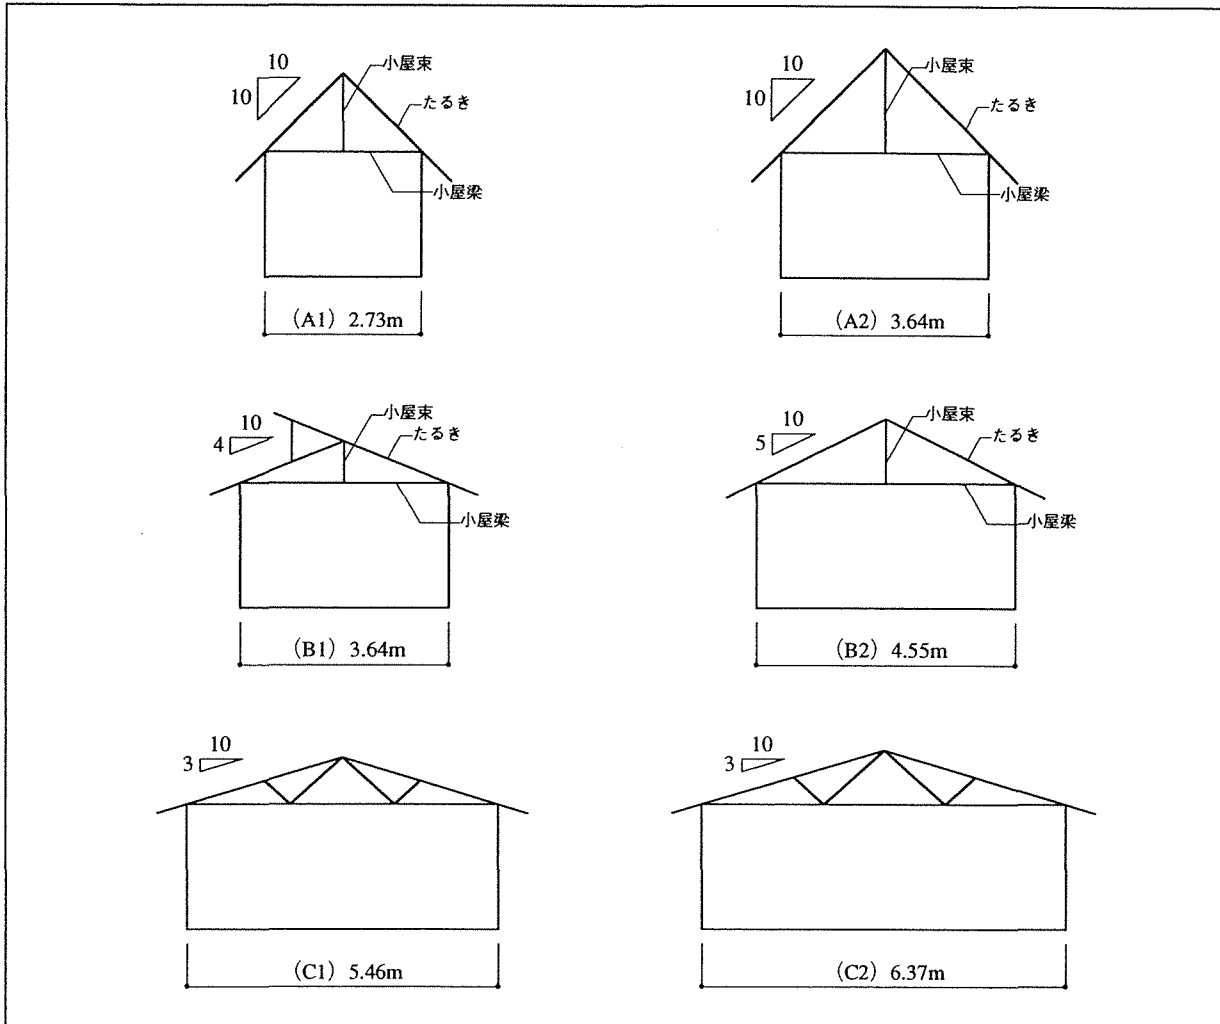 10
10
小屋束
たるき
小屋梁
(A1) 2.73m
10
10
小屋束
たるき
小屋梁
(A2) 3.64m
10
4
小屋束
たるき
小屋梁
(B1) 3.64m
10
5
小屋束
たるき
小屋梁
(B2) 4.55m
10
3
(C1) 5.46m
10
3
(C2) 6.37m